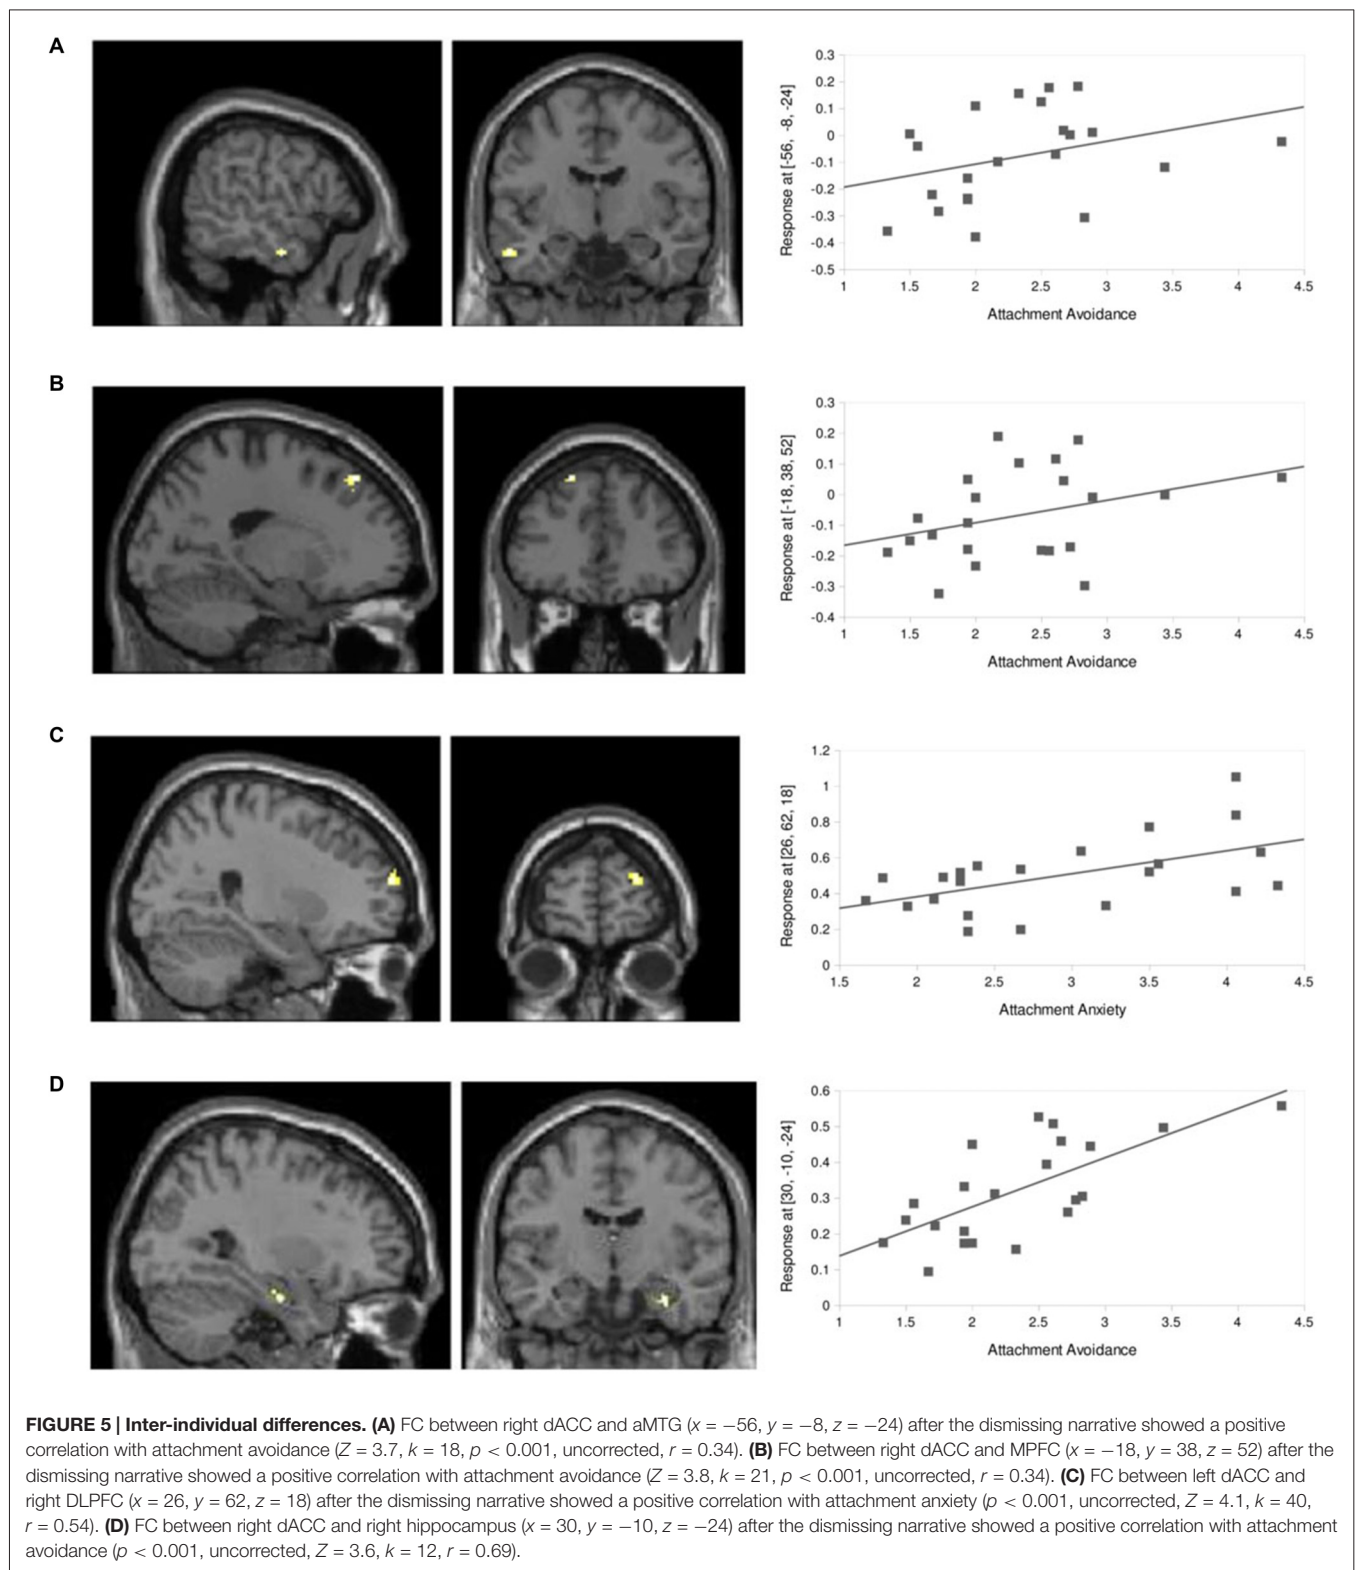 A
0.3
0.2
0.1
0
-0.1
-0.2
-0.3
-0.4
-0.5
Response at [-56, -8, -24]
1 1.5 2 2.5 3 3.5 4 4.5
Attachment Avoidance
B
0.3
0.2
0.1
0
-0.1
-0.2
-0.3
-0.4
Response at [-18, 38, 52]
1 1.5 2 2.5 3 3.5 4 4.5
Attachment Avoidance
C
1.2
1
0.8
0.6
0.4
0.2
0
Response at [26, 62, 18]
1.5 2 2.5 3 3.5 4 4.5
Attachment Anxiety
D
0.6
0.5
0.4
0.3
0.2
0.1
0
Response at [30, -10, -24]
1 1.5 2 2.5 3 3.5 4 4.5
Attachment Avoidance
FIGURE 5 | Inter-individual differences. (A) FC between right dACC and aMTG (x = −56, y = −8, z = −24) after the dismissing narrative showed a positive
correlation with attachment avoidance (Z = 3.7, k = 18, p < 0.001, uncorrected, r = 0.34). (B) FC between right dACC and MPFC (x = −18, y = 38, z = 52) after the
dismissing narrative showed a positive correlation with attachment avoidance (Z = 3.8, k = 21, p < 0.001, uncorrected, r = 0.34). (C) FC between left dACC and
right DLPFC (x = 26, y = 62, z = 18) after the dismissing narrative showed a positive correlation with attachment anxiety (p < 0.001, uncorrected, Z = 4.1, k = 40,
r = 0.54). (D) FC between right dACC and right hippocampus (x = 30, y = −10, z = −24) after the dismissing narrative showed a positive correlation with attachment
avoidance (p < 0.001, uncorrected, Z = 3.6, k = 12, r = 0.69).